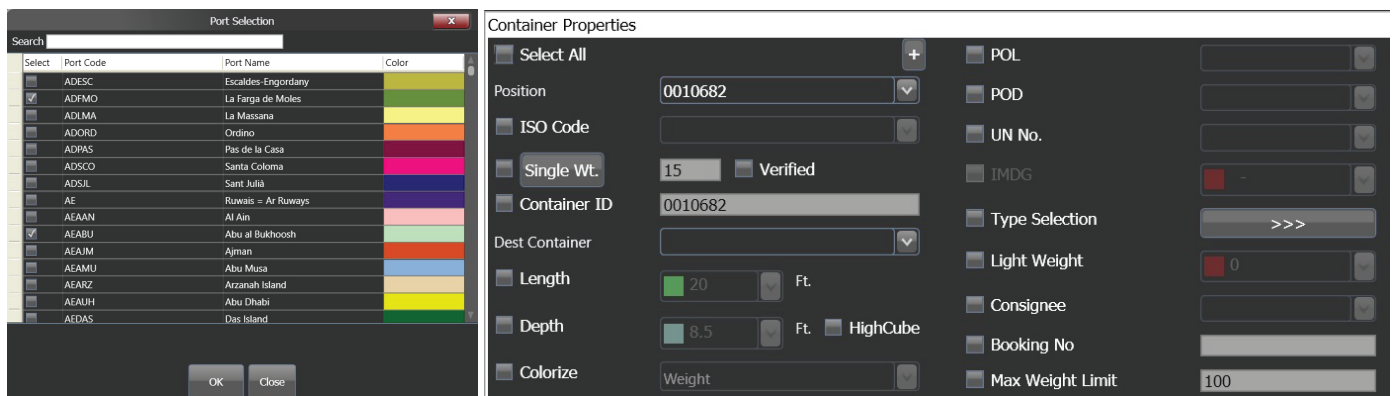 Port Selection
x
Search
Select Port Code Port Name Color
ADESC Escaldes-Engordany
ADFMO La Farga de Moles
ADLMA La Massana
ADORD Ordino
ADPAS Pas de la Casa
ADSCO Santa Coloma
ADSJL Sant Julià
AE Ruwais = Ar Ruways
AEAAN Al Ain
AEABU Abu al Bukhoosh
AEAJM Ajman
AEAMU Abu Musa
AEARZ Arzanah Island
AEAUH Abu Dhabi
AEDAS Das Island
OK Close
Container Properties
Select All +
Position 0010682
ISO Code
Single Wt. 15 Verified
Container ID 0010682
Dest Container
Length 20 Ft.
Depth 8.5 Ft. HighCube
Colorize Weight
POL
POD
UN No.
IMDG -
Type Selection >>>
Light Weight 0
Consignee
Booking No
Max Weight Limit 100